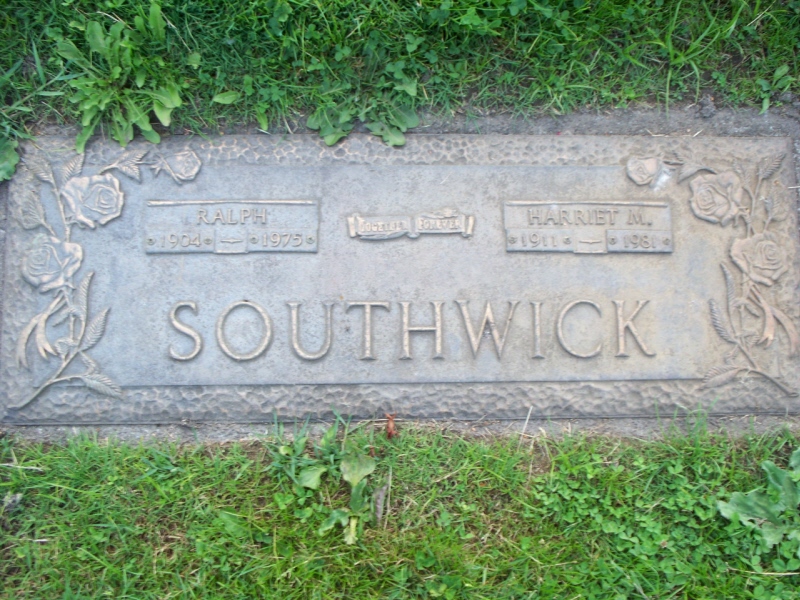 RALPH
1904 1975
TOGETHER FOREVER
HARRIET M.
1911 1981
SOUTHWICK